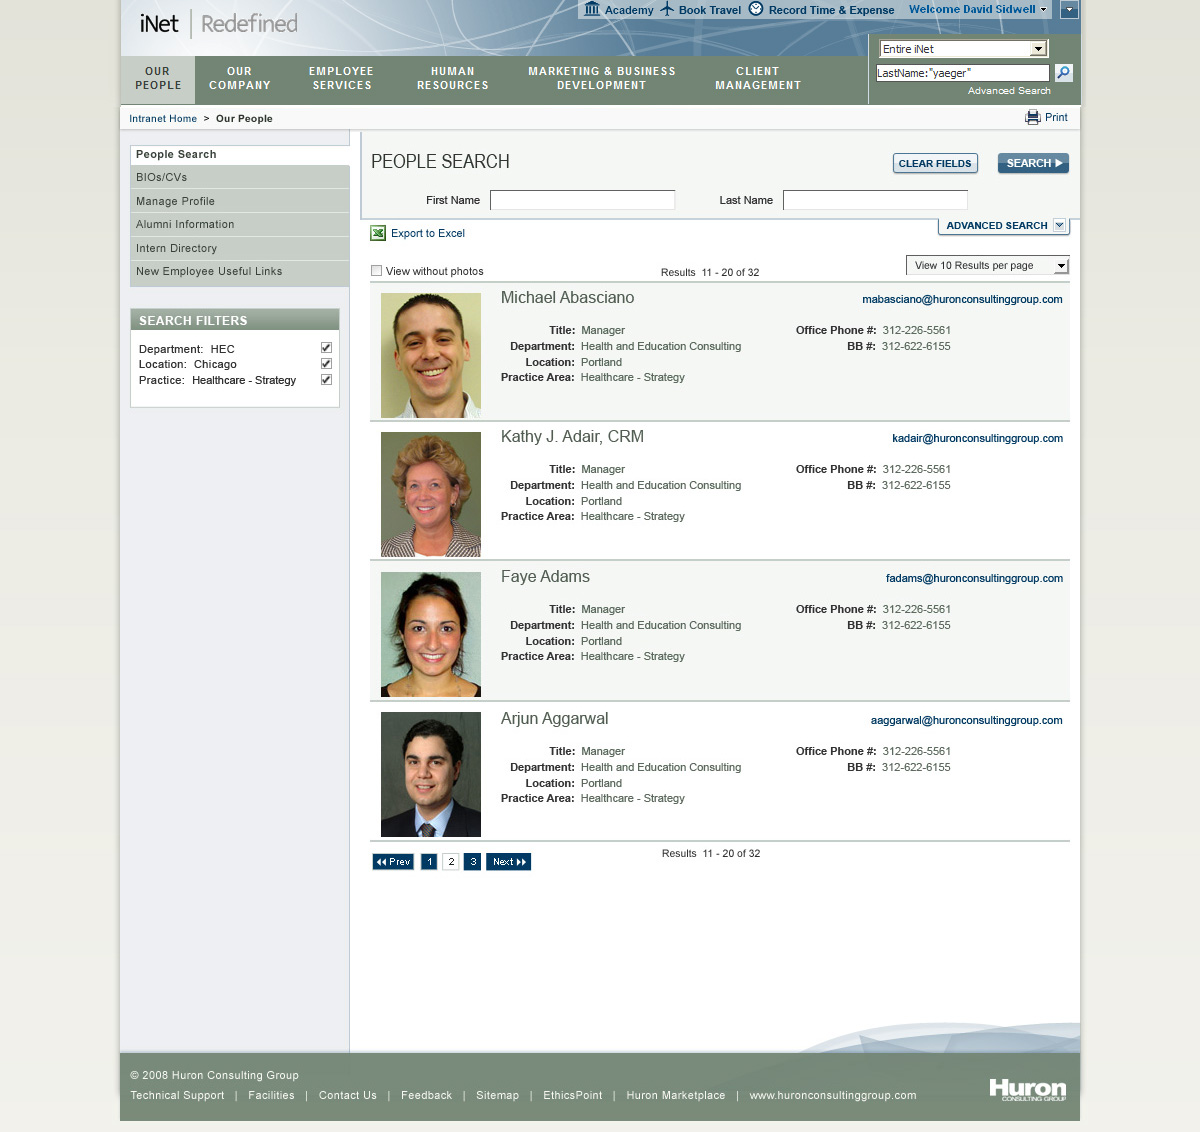 iNet | Redefined
Academy Book Travel Record Time & Expense Welcome David Sidwell
Entire iNet
LastName:"yaeger"
Advanced Search
OUR PEOPLE
OUR COMPANY
EMPLOYEE SERVICES
HUMAN RESOURCES
MARKETING & BUSINESS DEVELOPMENT
CLIENT MANAGEMENT
Intranet Home > Our People
Print
People Search
BIOs/CVs
Manage Profile
Alumni Information
Intern Directory
New Employee Useful Links
SEARCH FILTERS
Department: HEC
Location: Chicago
Practice: Healthcare - Strategy
PEOPLE SEARCH
CLEAR FIELDS
SEARCH
First Name
Last Name
ADVANCED SEARCH
Export to Excel
View without photos
Results 11 - 20 of 32
View 10 Results per page
Michael Abasciano
mabasciano@huronconsultinggroup.com
Title: Manager
Office Phone #: 312-226-5561
Department: Health and Education Consulting
BB #: 312-622-6155
Location: Portland
Practice Area: Healthcare - Strategy
Kathy J. Adair, CRM
kadair@huronconsultinggroup.com
Title: Manager
Office Phone #: 312-226-5561
Department: Health and Education Consulting
BB #: 312-622-6155
Location: Portland
Practice Area: Healthcare - Strategy
Faye Adams
fadams@huronconsultinggroup.com
Title: Manager
Office Phone #: 312-226-5561
Department: Health and Education Consulting
BB #: 312-622-6155
Location: Portland
Practice Area: Healthcare - Strategy
Arjun Aggarwal
aaggarwal@huronconsultinggroup.com
Title: Manager
Office Phone #: 312-226-5561
Department: Health and Education Consulting
BB #: 312-622-6155
Location: Portland
Practice Area: Healthcare - Strategy
Prev 1 2 3 Next
Results 11 - 20 of 32
© 2008 Huron Consulting Group
Technical Support | Facilities | Contact Us | Feedback | Sitemap | EthicsPoint | Huron Marketplace | www.huronconsultinggroup.com
Huron
CONSULTING GROUP